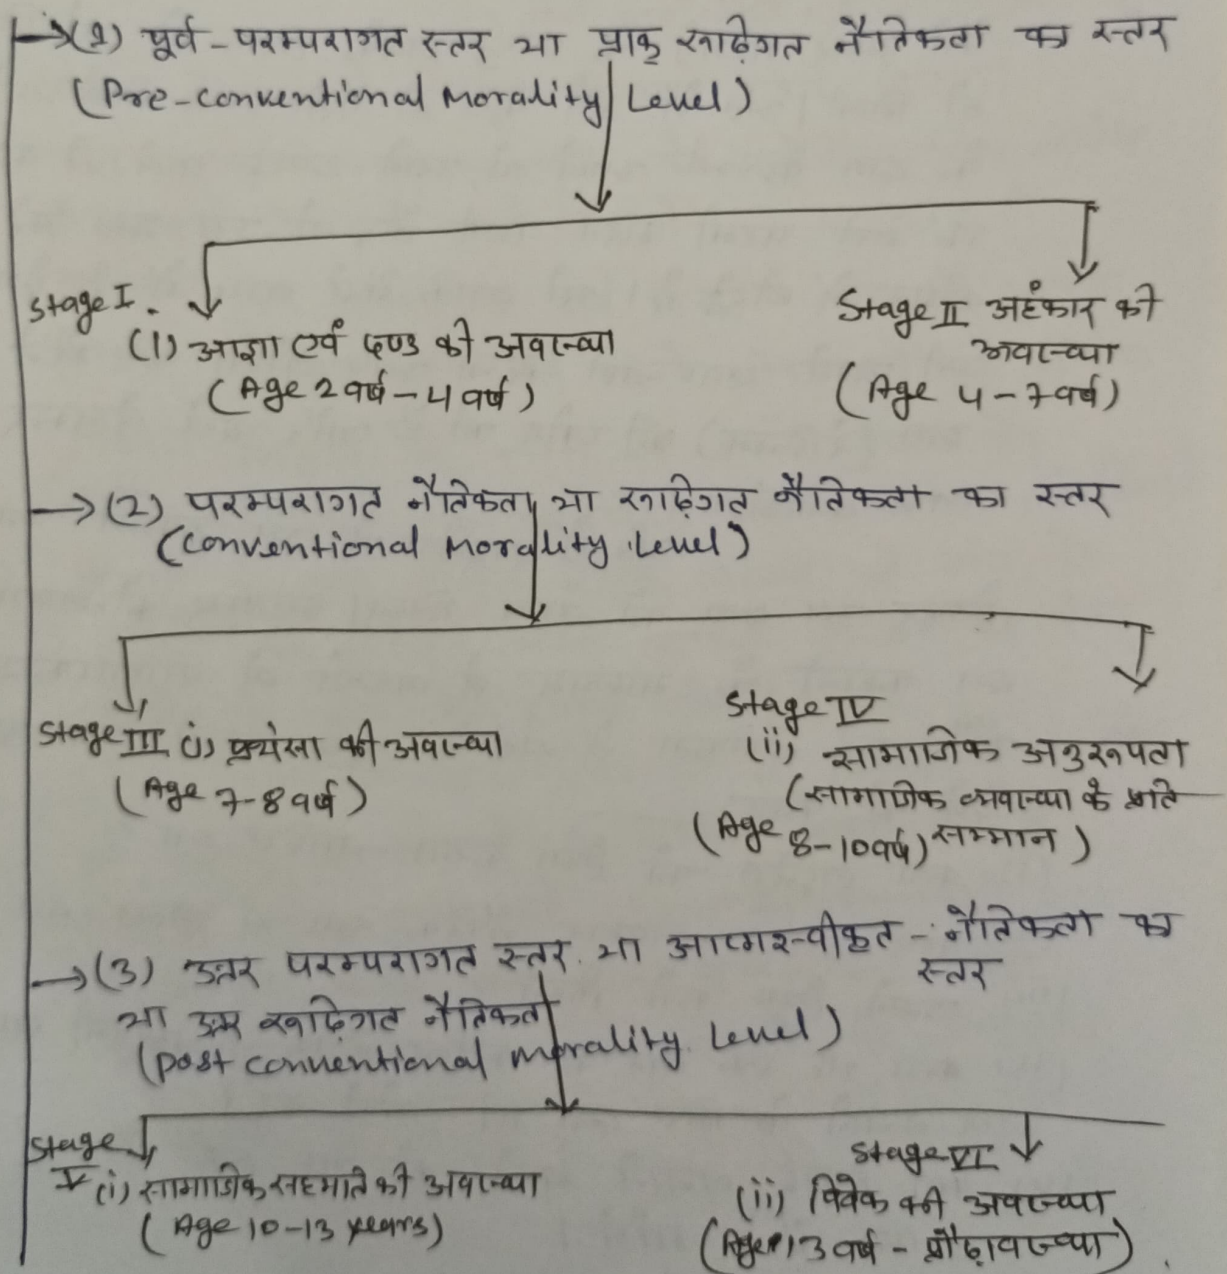 (1) पूर्व - परम्परागत स्तर या प्राक् रूढ़िगत नैतिकता का स्तर
(Pre-conventional Morality Level)
Stage I.
(1) आज्ञा एवं दण्ड की अवस्था
(Age 2 वर्ष - 4 वर्ष)
Stage II अहंकार की
अवस्था
(Age 4 - 7 वर्ष)
(2) परम्परागत नैतिकता या रूढ़िगत नैतिकता का स्तर
(Conventional Morality Level)
Stage III (i) प्रशंसा की अवस्था
(Age 7-8 वर्ष)
Stage IV
(ii) सामाजिक अनुरूपता
(सामाजिक व्यवस्था के प्रति
(Age 8-10 वर्ष) सम्मान)
(3) उत्तर परम्परागत स्तर या आत्मस्वीकृत - नैतिकता का
स्तर
या उत्तर रूढ़िगत नैतिकता
(Post conventional morality Level)
Stage
V (i) सामाजिक सहमति की अवस्था
(Age 10-13 years)
Stage VI
(ii) विवेक की अवस्था
(Age 13 वर्ष - प्रौढ़ावस्था)